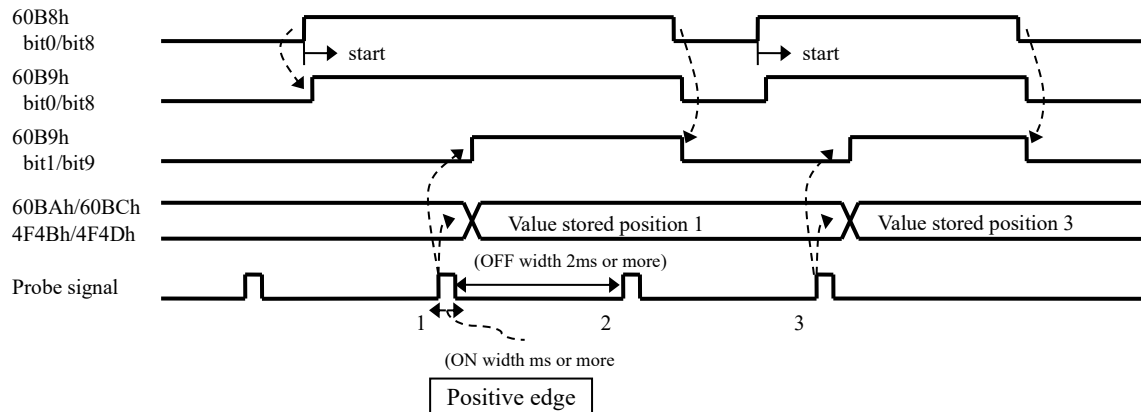 60B8h
bit0/bit8
start
start
60B9h
bit0/bit8
60B9h
bit1/bit9
60BAh/60BCh
4F4Bh/4F4Dh
Value stored position 1
Value stored position 3
(OFF width 2ms or more)
Probe signal
1
2
3
(ON width ms or more
Positive edge